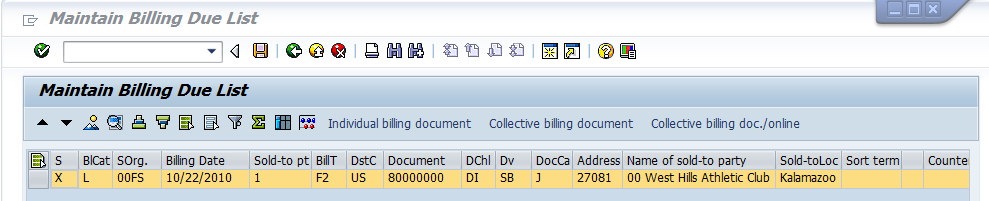 Maintain Billing Due List
Maintain Billing Due List
Individual billing document Collective billing document Collective billing doc./online
S BlCat SOrg. Billing Date Sold-to pt BillT DstC Document DChl Dv DocCa Address Name of sold-to party Sold-toLoc Sort term Counte
X L 00FS 10/22/2010 1 F2 US 80000000 DI SB J 27081 00 West Hills Athletic Club Kalamazoo